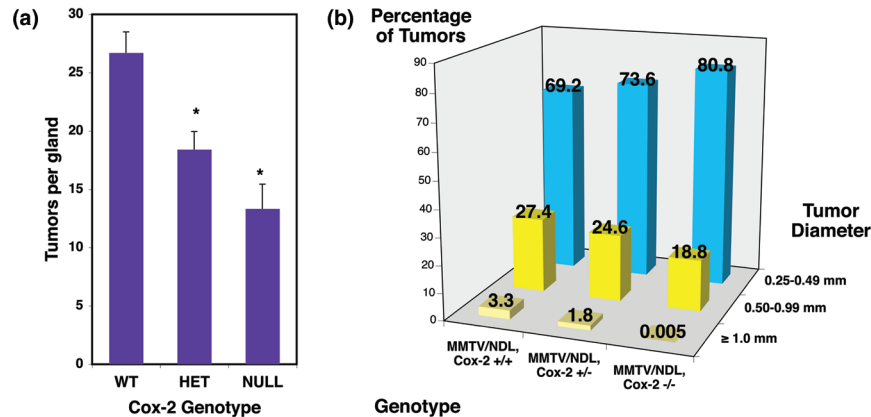 (a)
30
25
20
15
10
5
0
Tumors per gland
*
*
WT HET NULL
Cox-2 Genotype
(b)
Percentage
of Tumors
90
80
70
60
50
40
30
20
10
0
69.2 73.6 80.8
27.4 24.6 18.8
3.3 1.8 0.005
Tumor
Diameter
0.25-0.49 mm
0.50-0.99 mm
≥ 1.0 mm
MMTV/NDL,
Cox-2 +/+
MMTV/NDL,
Cox-2 +/-
MMTV/NDL,
Cox-2 -/-
Genotype